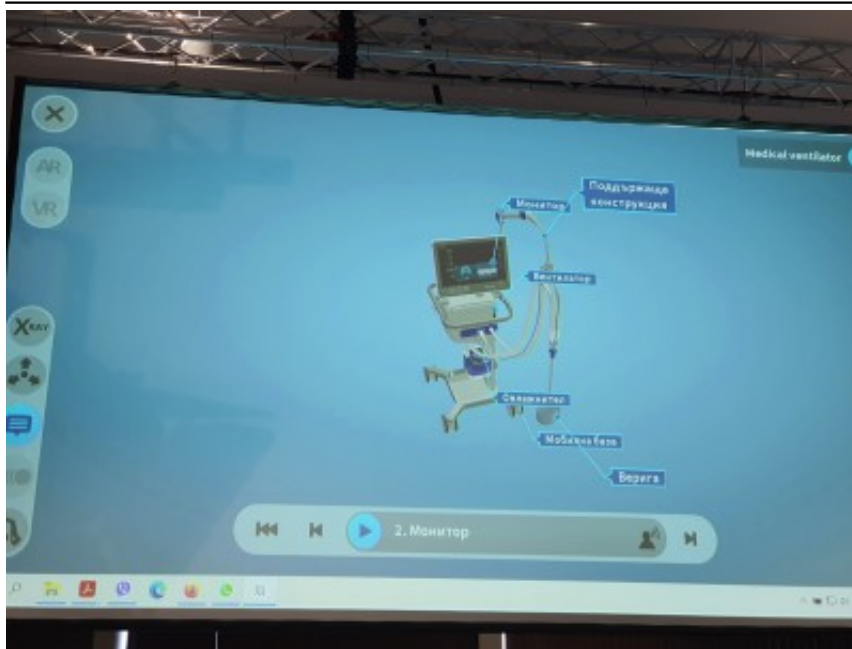 AR
VR
Medical ventilator
Поддържаща
конструкция
Монитор
Вентилатор
XRAY
Овлажнител
Мобилна база
Верига
2. Монитор